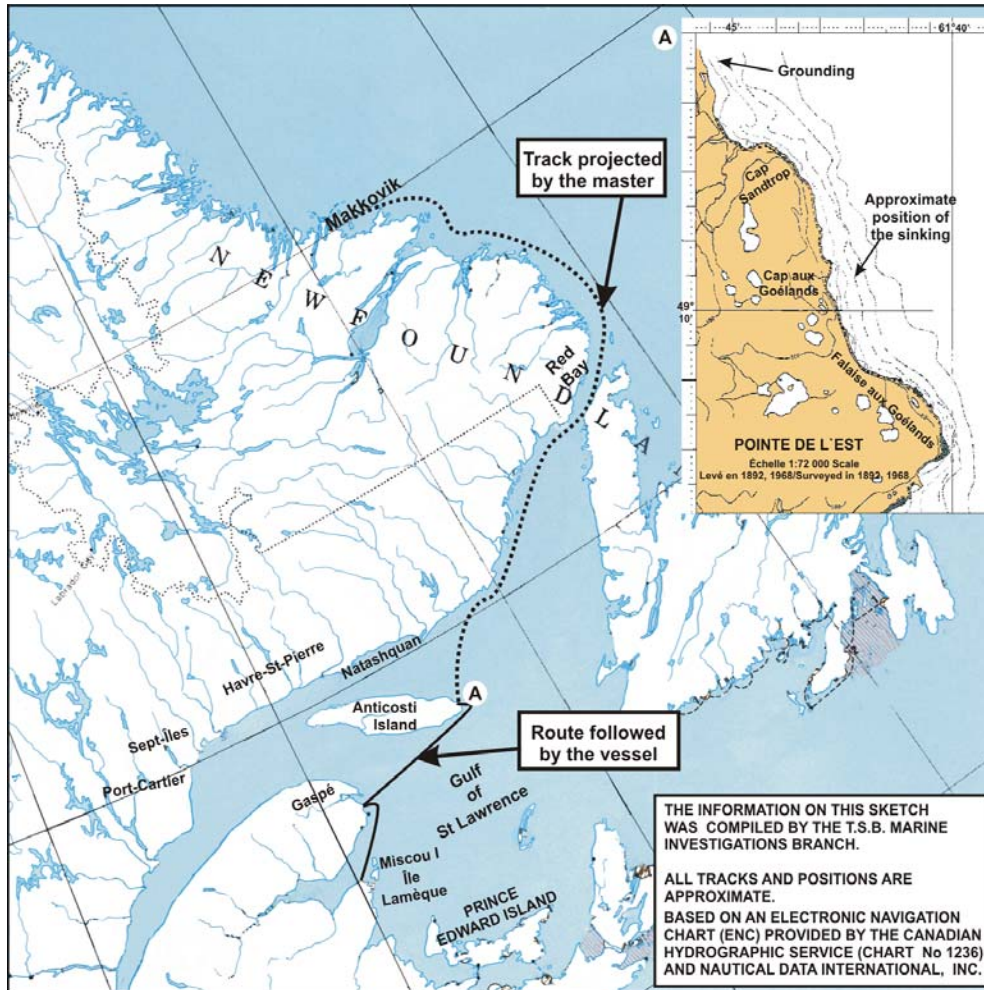 A
45'
61°40'
Grounding
Cap
Sandtrop
Approximate
position of
the sinking
Cap aux
Goélands
49°
10'
Falaise aux Goélands
POINTE DE L`EST
Échelle 1:72 000 Scale
Levé en 1892, 1968/Surveyed in 1892, 1968
Track projected
by the master
Makkovik
NEWFOUNDLA
Red
Bay
Labrador
Havre-St-Pierre
Natashquan
Sept-Îles
Port-Cartier
Anticosti
Island
A
Route followed
by the vessel
Gaspé
Gulf
of
St Lawrence
Miscou I
Île
Lamèque
PRINCE
EDWARD ISLAND
THE INFORMATION ON THIS SKETCH
WAS COMPILED BY THE T.S.B. MARINE
INVESTIGATIONS BRANCH.
ALL TRACKS AND POSITIONS ARE
APPROXIMATE.
BASED ON AN ELECTRONIC NAVIGATION
CHART (ENC) PROVIDED BY THE CANADIAN
HYDROGRAPHIC SERVICE (CHART No 1236)
AND NAUTICAL DATA INTERNATIONAL, INC.